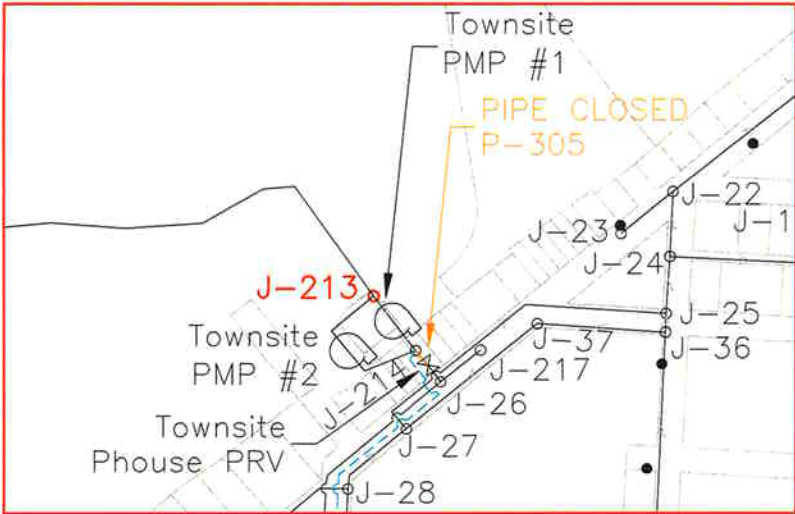 Townsite
PMP #1
PIPE CLOSED
P-305
J-22
J-23
J-1
J-24
J-213
J-25
Townsite
PMP #2
J-37
J-36
J-217
J-214
J-26
Townsite
Phouse PRV
J-27
J-28